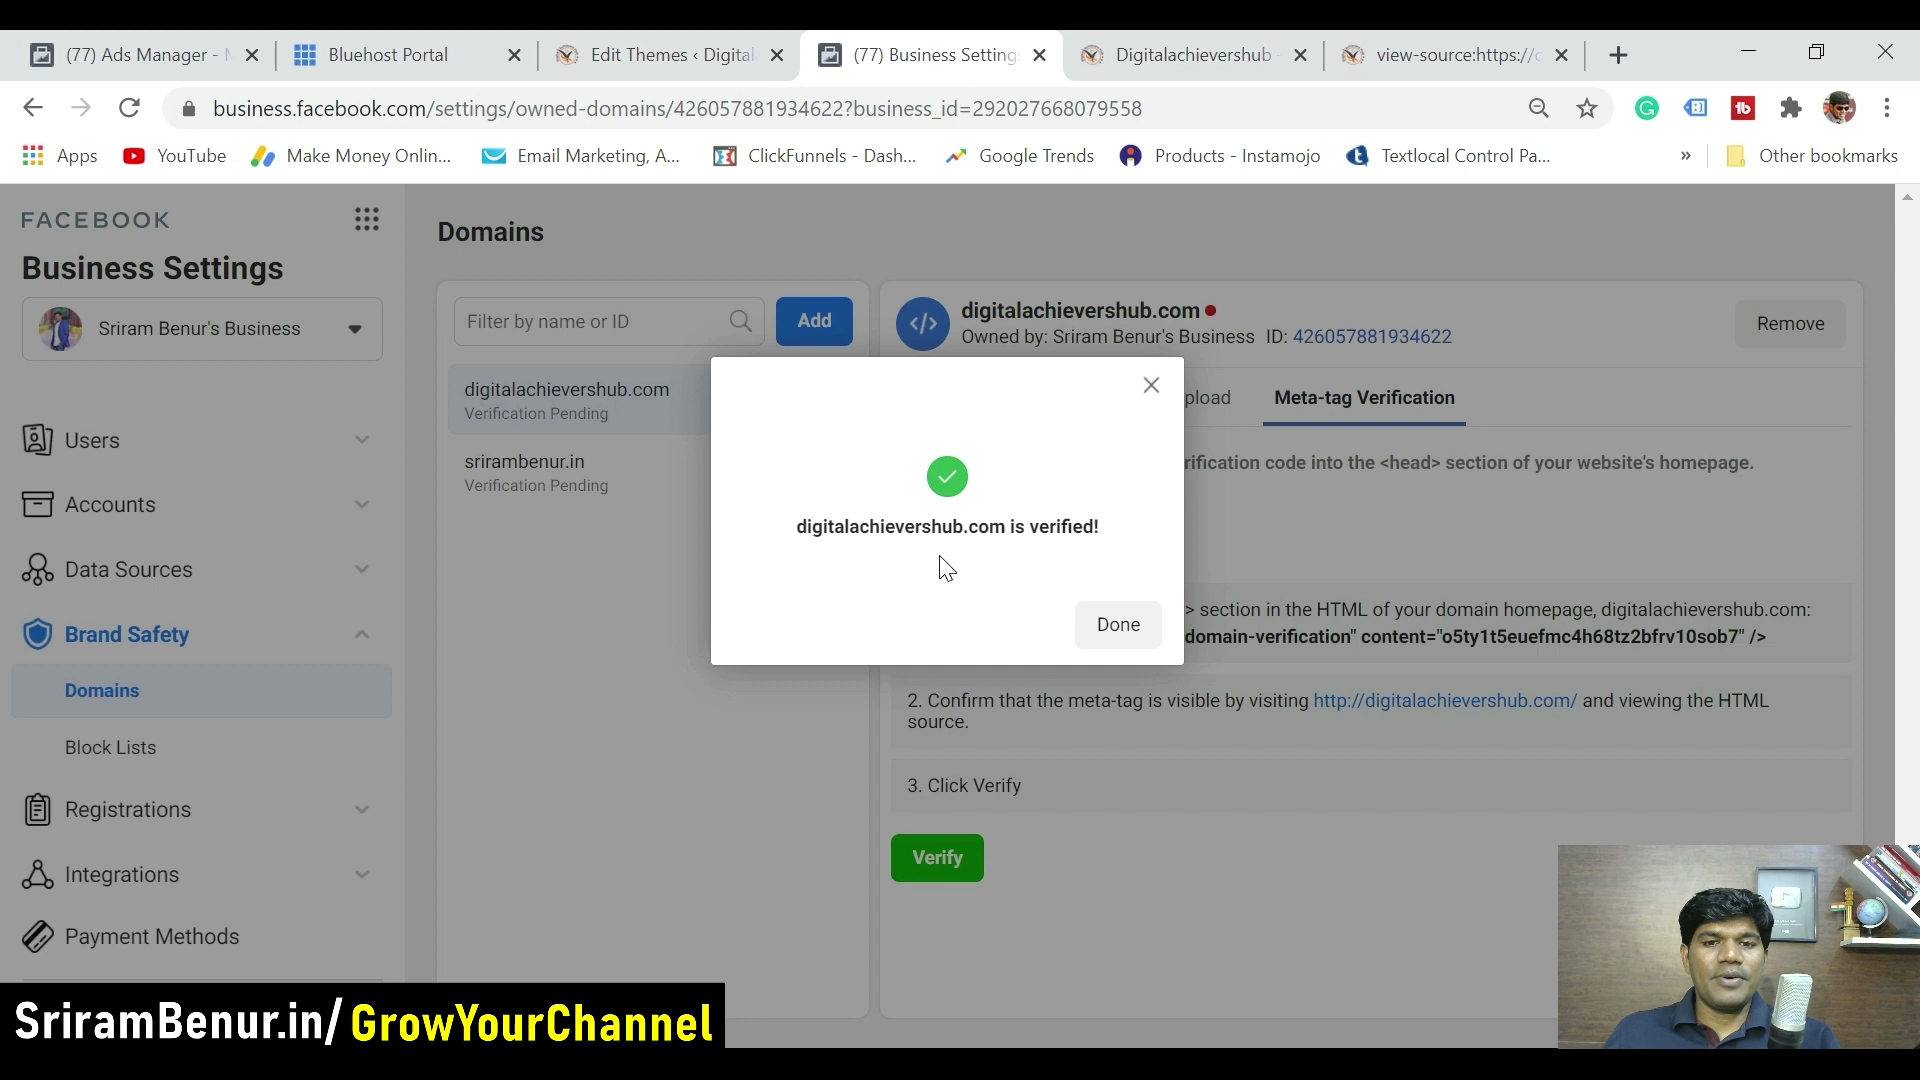 (77) Ads Manager - M
Bluehost Portal
Edit Themes ‹ Digital
(77) Business Setting
Digitalachievershub -
view-source:https://d
business.facebook.com/settings/owned-domains/426057881934622?business_id=292027668079558
Apps
YouTube
Make Money Onlin...
Email Marketing, A...
ClickFunnels - Dash...
Google Trends
Products - Instamojo
Textlocal Control Pa...
»
Other bookmarks
FACEBOOK
Business Settings
Sriram Benur's Business
Users
Accounts
Data Sources
Brand Safety
Domains
Block Lists
Registrations
Integrations
Payment Methods
Domains
Filter by name or ID
Add
digitalachievershub.com
Verification Pending
srirambenur.in
Verification Pending
digitalachievershub.com
Owned by: Sriram Benur's Business ID: 426057881934622
Remove
pload
Meta-tag Verification
rification code into the <head> section of your website's homepage.
digitalachievershub.com is verified!
Done
> section in the HTML of your domain homepage, digitalachievershub.com:
domain-verification" content="o5ty1t5euefmc4h68tz2bfrv10sob7" />
2. Confirm that the meta-tag is visible by visiting http://digitalachievershub.com/ and viewing the HTML
source.
3. Click Verify
Verify
SriramBenur.in/GrowYourChannel